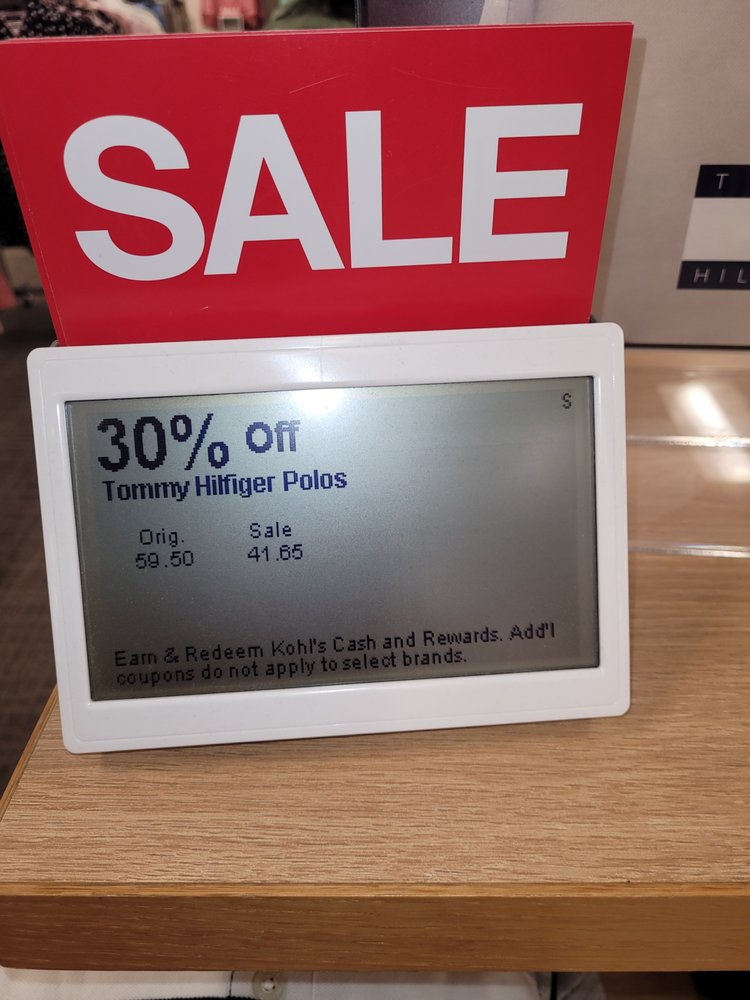 SALE
T
HIL
S
30% Off
Tommy Hilfiger Polos
Orig. Sale
59.50 41.65
Earn & Redeem Kohl's Cash and Rewards. Add'l
coupons do not apply to select brands.